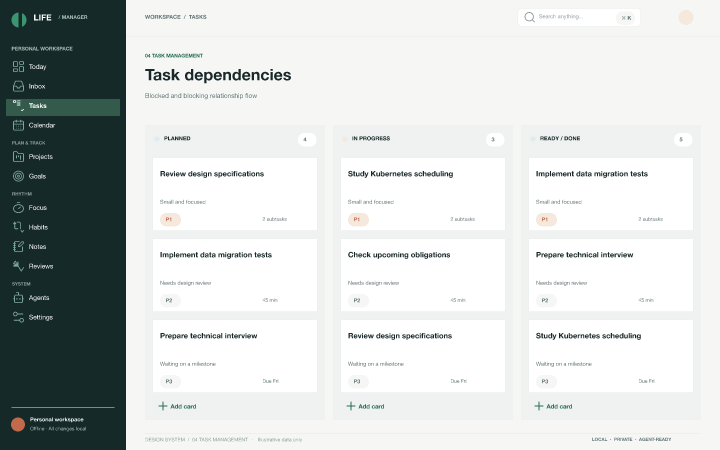 LIFE / MANAGER
PERSONAL WORKSPACE
Today
Inbox
Tasks
Calendar
PLAN & TRACK
Projects
Goals
RHYTHM
Focus
Habits
Notes
Reviews
SYSTEM
Agents
Settings
Personal workspace
Offline · All changes local
WORKSPACE / TASKS
Search anything...
⌘ K
04 TASK MANAGEMENT
Task dependencies
Blocked and blocking relationship flow
PLANNED 4
Review design specifications
Small and focused
P1 2 subtasks
Implement data migration tests
Needs design review
P2 45 min
Prepare technical interview
Waiting on a milestone
P3 Due Fri
Add card
IN PROGRESS 3
Study Kubernetes scheduling
Small and focused
P1 2 subtasks
Check upcoming obligations
Needs design review
P2 45 min
Review design specifications
Waiting on a milestone
P3 Due Fri
Add card
READY / DONE 5
Implement data migration tests
Small and focused
P1 2 subtasks
Prepare technical interview
Needs design review
P2 45 min
Study Kubernetes scheduling
Waiting on a milestone
P3 Due Fri
Add card
DESIGN SYSTEM / 04 TASK MANAGEMENT · Illustrative data only
LOCAL · PRIVATE · AGENT-READY